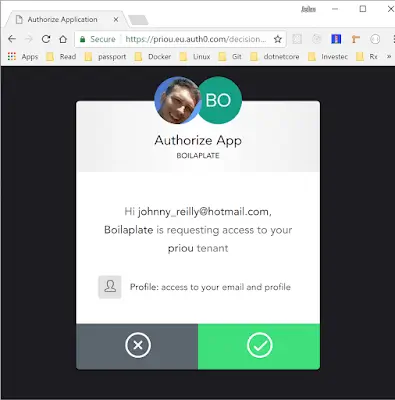 Authorize Application
Secure https://priou.eu.auth0.com/decision...
Apps Read passport Docker Linux Git dotnetcore Investec Rx »
BO
Authorize App
BOILAPLATE
Hi johnny_reilly@hotmail.com,
Boilaplate is requesting access to your
priou tenant
Profile: access to your email and profile